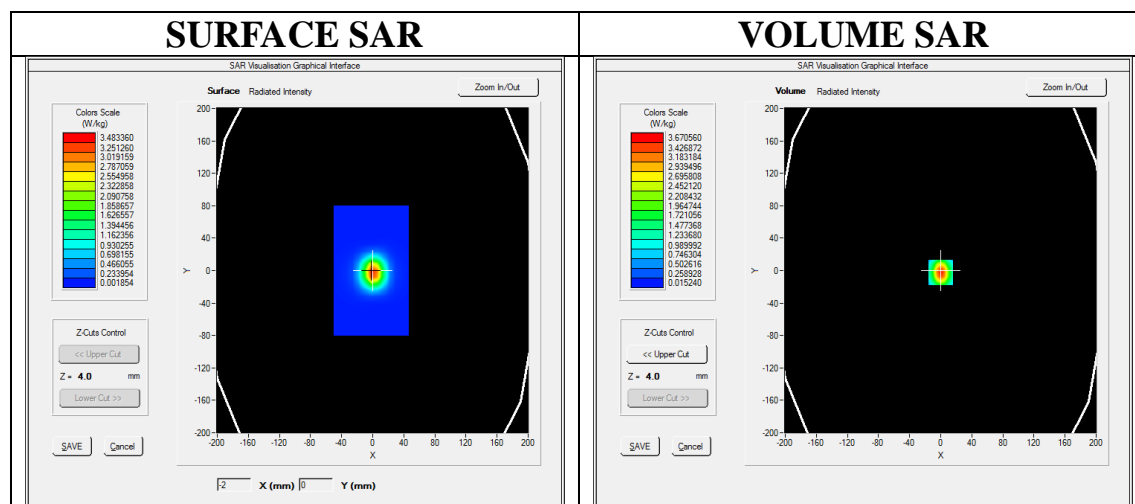 SURFACE SAR
VOLUME SAR
SAR Visualisation Graphical Interface
Surface Radiated Intensity
Zoom In/Out
Colors Scale
(W/kg)
3.483360
3.251260
3.019159
2.787059
2.554958
2.322858
2.090758
1.858657
1.626557
1.394456
1.162356
0.930255
0.698155
0.466055
0.233954
0.001854
200
160
120
80
40
0
-40
-80
-120
-160
-200
Y
-200 -160 -120 -80 -40 0 40 80 120 160 200
X
Z-Cuts Control
<< Upper Cut
Z = 4.0 mm
Lower Cut >>
SAVE Cancel
-2 X (mm) 0 Y (mm)
SAR Visualisation Graphical Interface
Volume Radiated Intensity
Zoom In/Out
Colors Scale
(W/kg)
3.670560
3.426872
3.183184
2.939496
2.695808
2.452120
2.208432
1.964744
1.721056
1.477368
1.233680
0.989992
0.746304
0.502616
0.258928
0.015240
200
160
120
80
40
0
-40
-80
-120
-160
-200
Y
-200 -160 -120 -80 -40 0 40 80 120 160 200
X
Z-Cuts Control
<< Upper Cut
Z = 4.0 mm
Lower Cut >>
SAVE Cancel